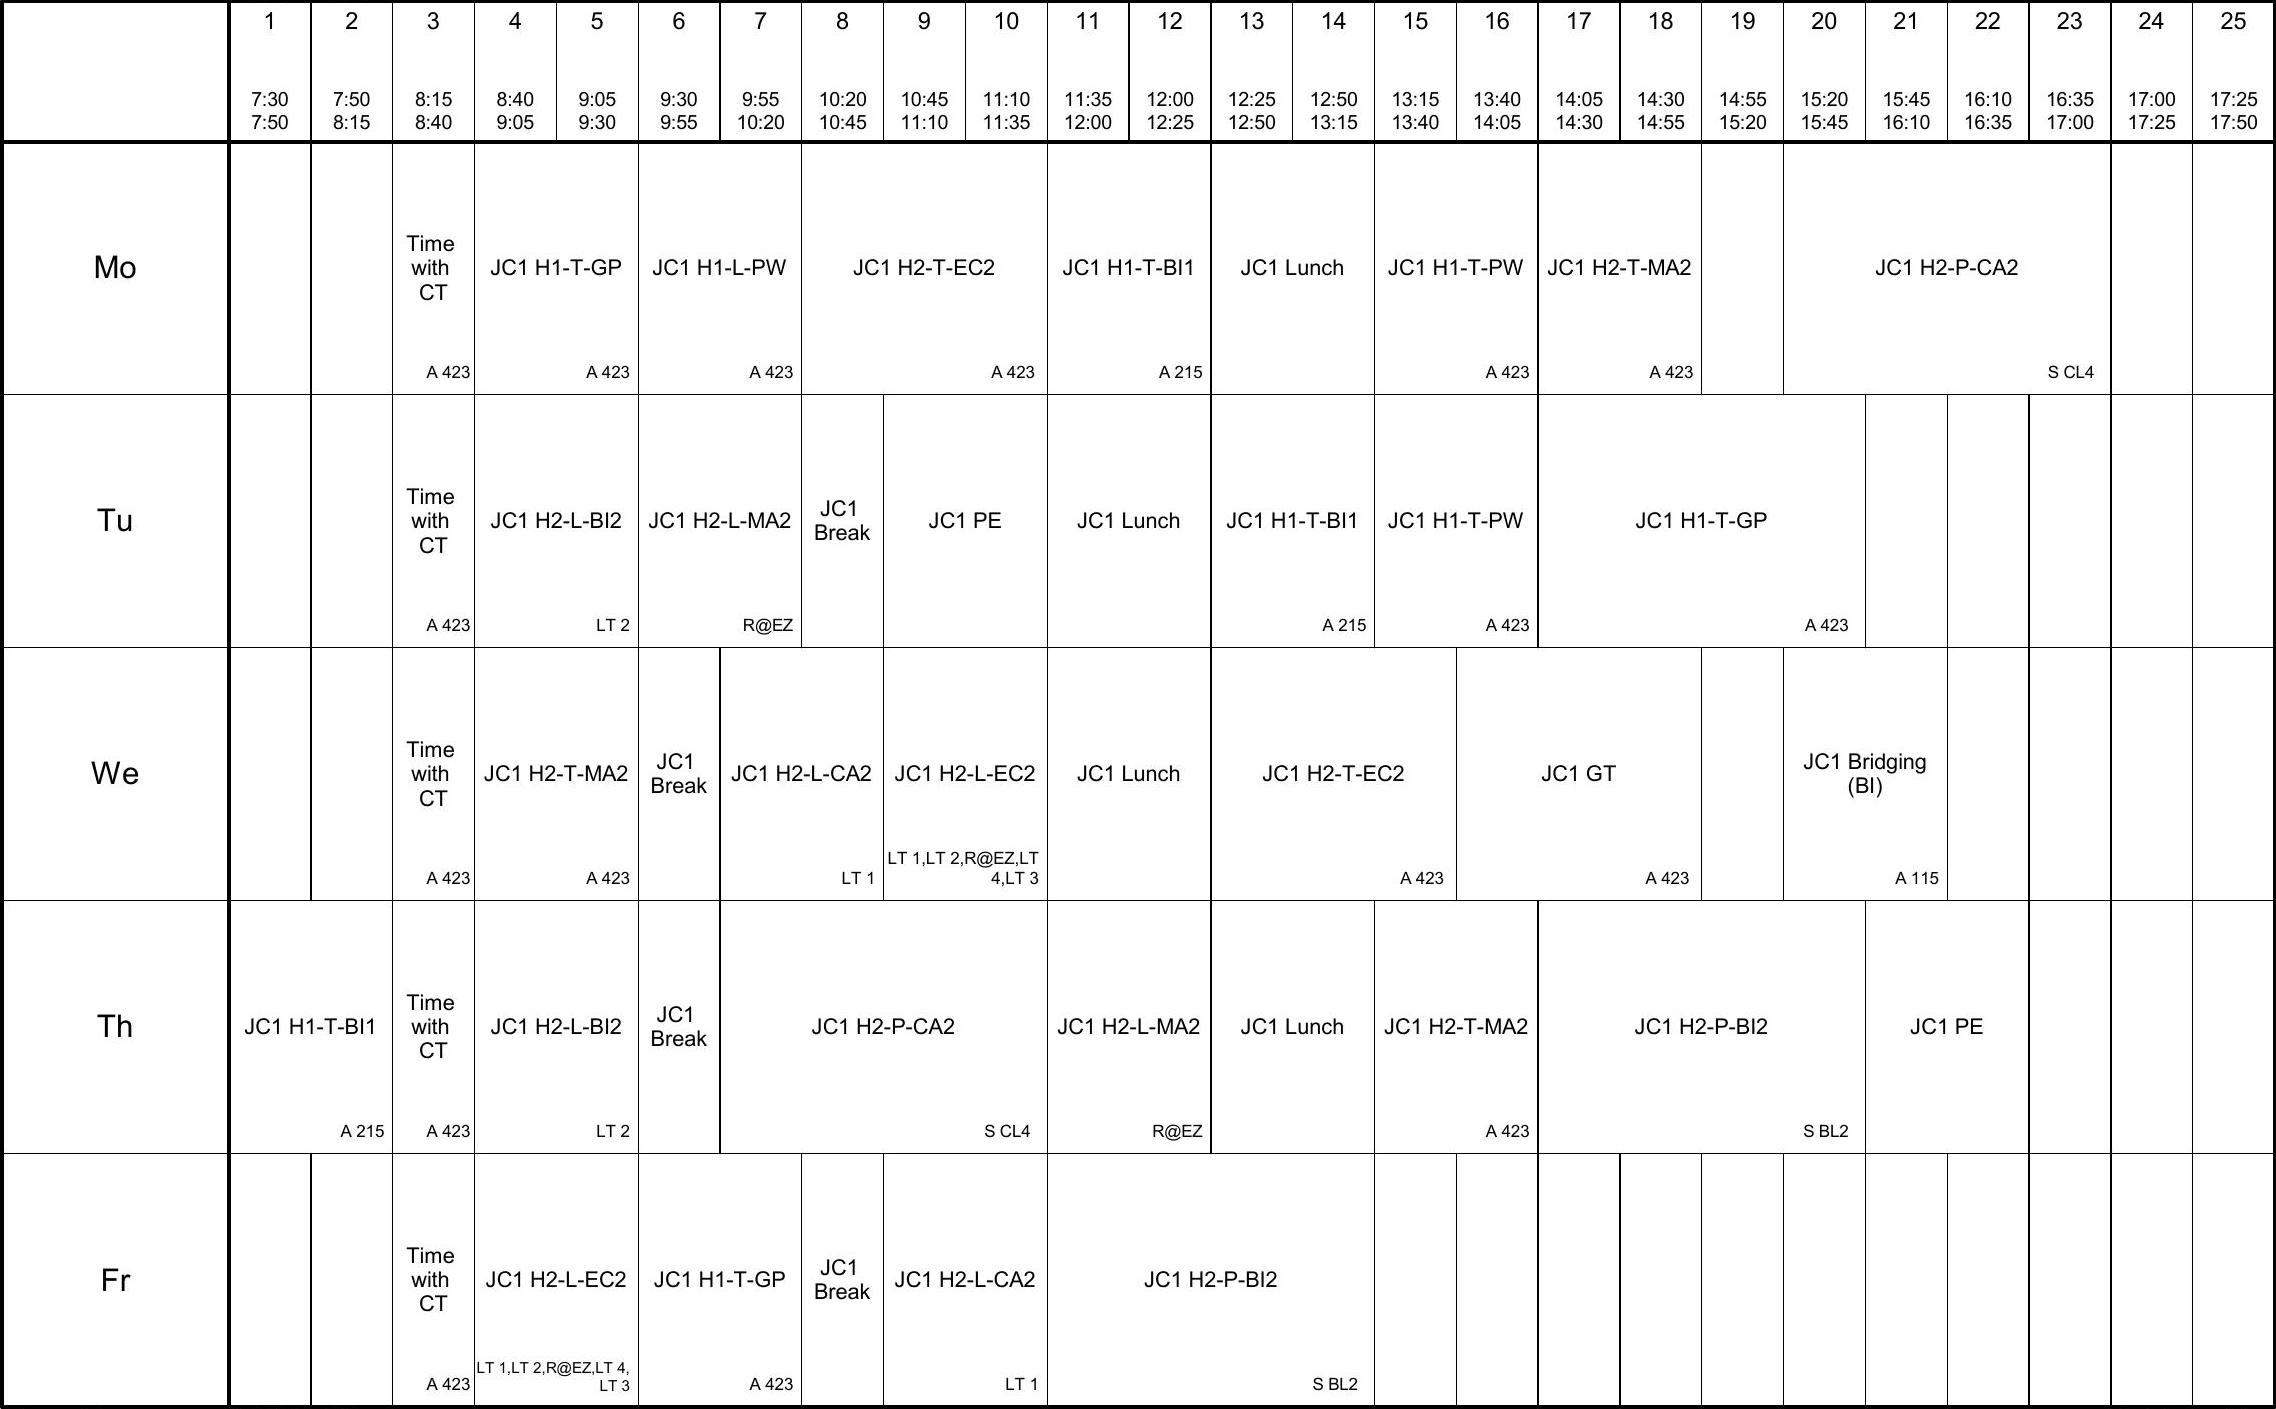 1 2 3 4 5 6 7 8 9 10 11 12 13 14 15 16 17 18 19 20 21 22 23 24 25
7:30 7:50 8:15 8:40 9:05 9:30 9:55 10:20 10:45 11:10 11:35 12:00 12:25 12:50 13:15 13:40 14:05 14:30 14:55 15:20 15:45 16:10 16:35 17:00 17:25
7:50 8:15 8:40 9:05 9:30 9:55 10:20 10:45 11:10 11:35 12:00 12:25 12:50 13:15 13:40 14:05 14:30 14:55 15:20 15:45 16:10 16:35 17:00 17:25 17:50
Mo
Time
with
CT
A 423
JC1 H1-T-GP
A 423
JC1 H1-L-PW
A 423
JC1 H2-T-EC2
A 423
JC1 H1-T-BI1
A 215
JC1 Lunch
JC1 H1-T-PW
A 423
JC1 H2-T-MA2
A 423
JC1 H2-P-CA2
S CL4
Tu
Time
with
CT
A 423
JC1 H2-L-BI2
LT 2
JC1 H2-L-MA2
R@EZ
JC1
Break
JC1 PE
JC1 Lunch
JC1 H1-T-BI1
A 215
JC1 H1-T-PW
A 423
JC1 H1-T-GP
A 423
We
Time
with
CT
A 423
JC1 H2-T-MA2
A 423
JC1
Break
JC1 H2-L-CA2
LT 1
JC1 H2-L-EC2
LT 1,LT 2,R@EZ,LT
4,LT 3
JC1 Lunch
JC1 H2-T-EC2
A 423
JC1 GT
A 423
JC1 Bridging
(BI)
A 115
Th
JC1 H1-T-BI1
A 215
Time
with
CT
A 423
JC1 H2-L-BI2
LT 2
JC1
Break
JC1 H2-P-CA2
S CL4
JC1 H2-L-MA2
R@EZ
JC1 Lunch
JC1 H2-T-MA2
A 423
JC1 H2-P-BI2
S BL2
JC1 PE
Fr
Time
with
CT
A 423
JC1 H2-L-EC2
LT 1,LT 2,R@EZ,LT 4,
LT 3
JC1 H1-T-GP
A 423
JC1
Break
JC1 H2-L-CA2
LT 1
JC1 H2-P-BI2
S BL2